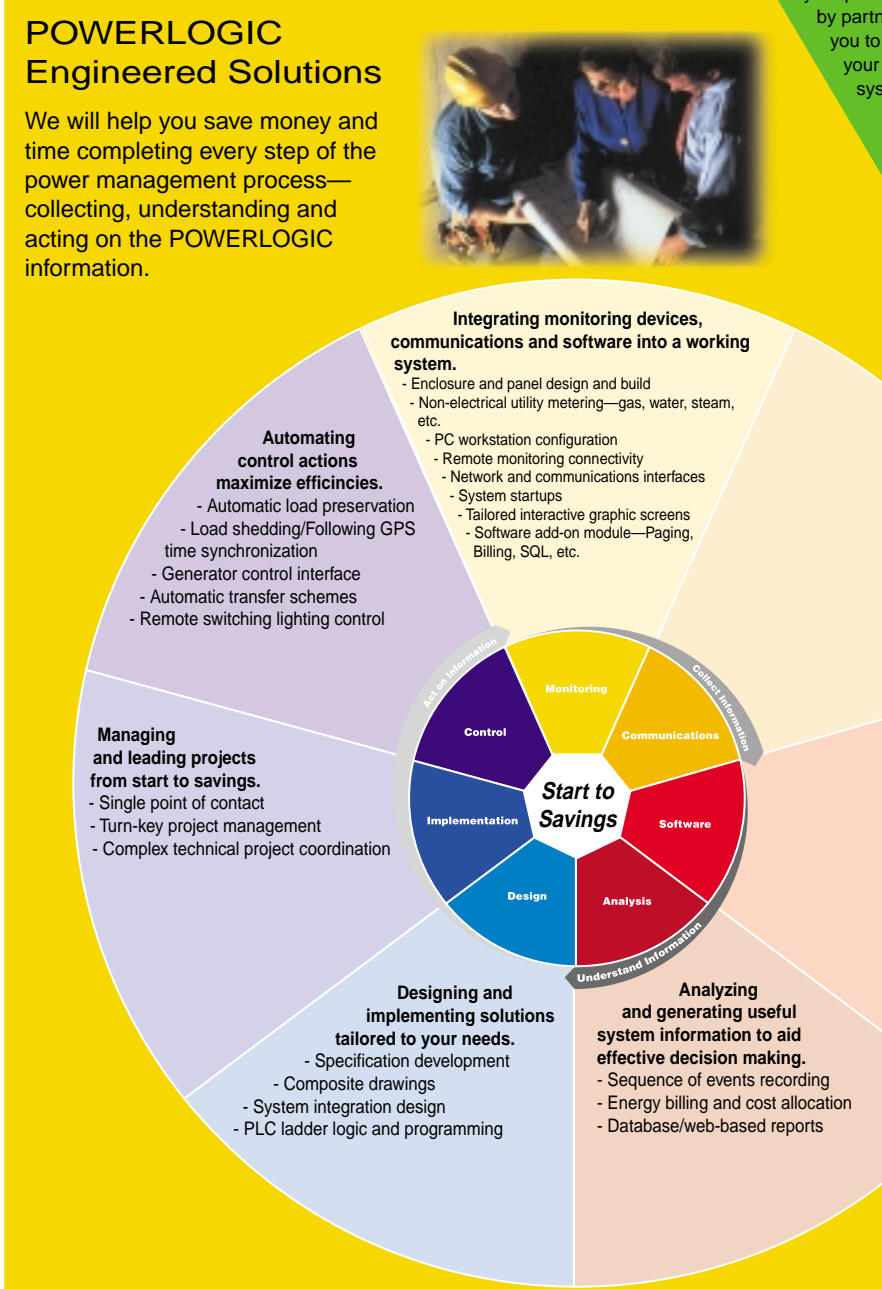 POWERLOGIC
Engineered Solutions
We will help you save money and
time completing every step of the
power management process—
collecting, understanding and
acting on the POWERLOGIC
information.
by partn
you to
your
sys
Integrating monitoring devices,
communications and software into a working
system.
- Enclosure and panel design and build
- Non-electrical utility metering—gas, water, steam,
etc.
- PC workstation configuration
- Remote monitoring connectivity
- Network and communications interfaces
- System startups
- Tailored interactive graphic screens
- Software add-on module—Paging,
Billing, SQL, etc.
Automating
control actions
maximize efficincies.
- Automatic load preservation
- Load shedding/Following GPS
time synchronization
- Generator control interface
- Automatic transfer schemes
- Remote switching lighting control
Managing
and leading projects
from start to savings.
- Single point of contact
- Turn-key project management
- Complex technical project coordination
Act on Information
Collect Information
Understand Information
Monitoring
Communications
Software
Analysis
Design
Implementation
Control
Start to
Savings
Designing and
implementing solutions
tailored to your needs.
- Specification development
- Composite drawings
- System integration design
- PLC ladder logic and programming
Analyzing
and generating useful
system information to aid
effective decision making.
- Sequence of events recording
- Energy billing and cost allocation
- Database/web-based reports